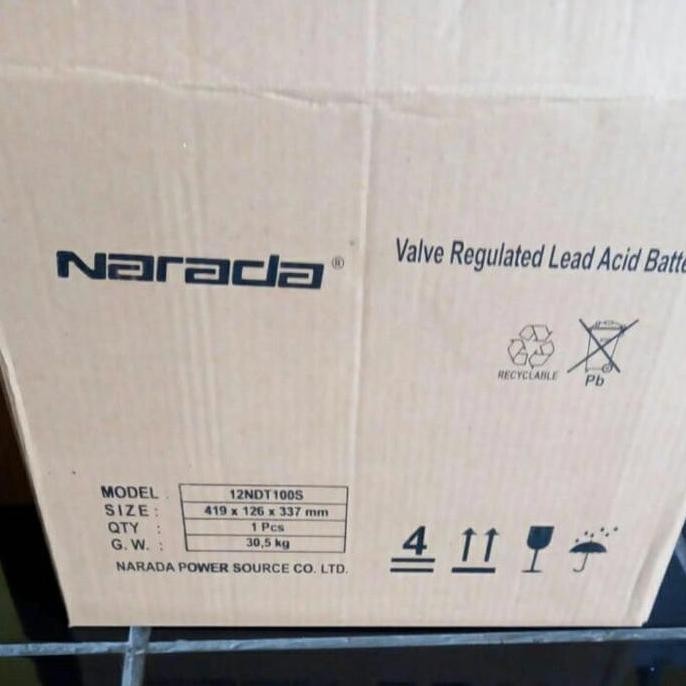 Narada®
Valve Regulated Lead Acid Batte
RECYCLABLE
Pb
MODEL : 12NDT100S
SIZE : 419 x 126 x 337 mm
QTY : 1 Pcs
G. W. : 30,5 kg
NARADA POWER SOURCE CO. LTD.
4